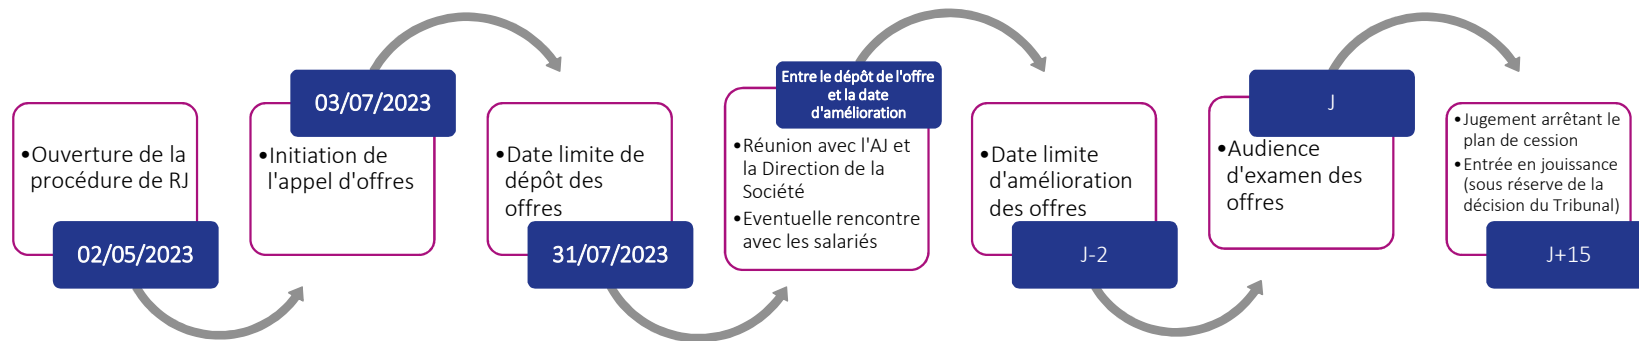 •Ouverture de la
procédure de RJ
02/05/2023
03/07/2023
•Initiation de
l'appel d'offres
•Date limite de
dépôt des
offres
31/07/2023
Entre le dépôt de l'offre
et la date
d'amélioration
•Réunion avec l'AJ et
la Direction de la
Société
•Eventuelle rencontre
avec les salariés
•Date limite
d'amélioration
des offres
J-2
J
•Audience
d'examen des
offres
•Jugement arrêtant le
plan de cession
•Entrée en jouissance
(sous réserve de la
décision du Tribunal)
J+15